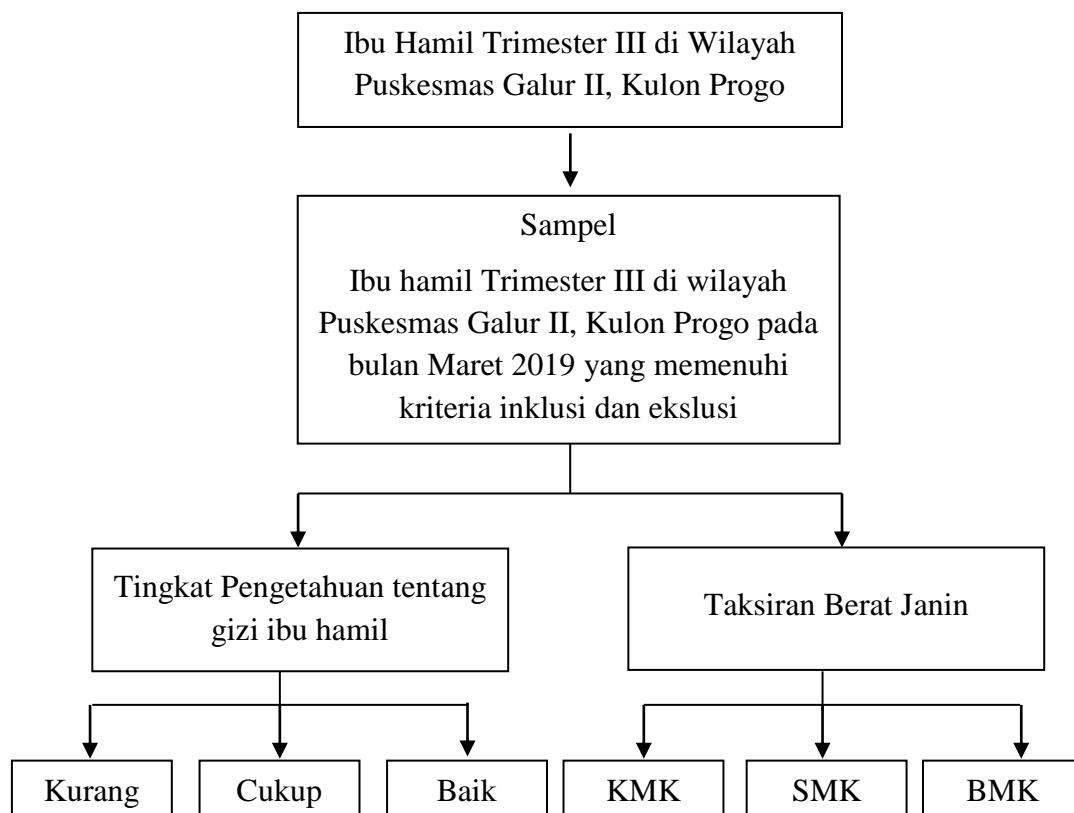 Ibu Hamil Trimester III di Wilayah
Puskesmas Galur II, Kulon Progo
Sampel
Ibu hamil Trimester III di wilayah
Puskesmas Galur II, Kulon Progo pada
bulan Maret 2019 yang memenuhi
kriteria inklusi dan ekslusi
Tingkat Pengetahuan tentang
gizi ibu hamil
Taksiran Berat Janin
Kurang
Cukup
Baik
KMK
SMK
BMK